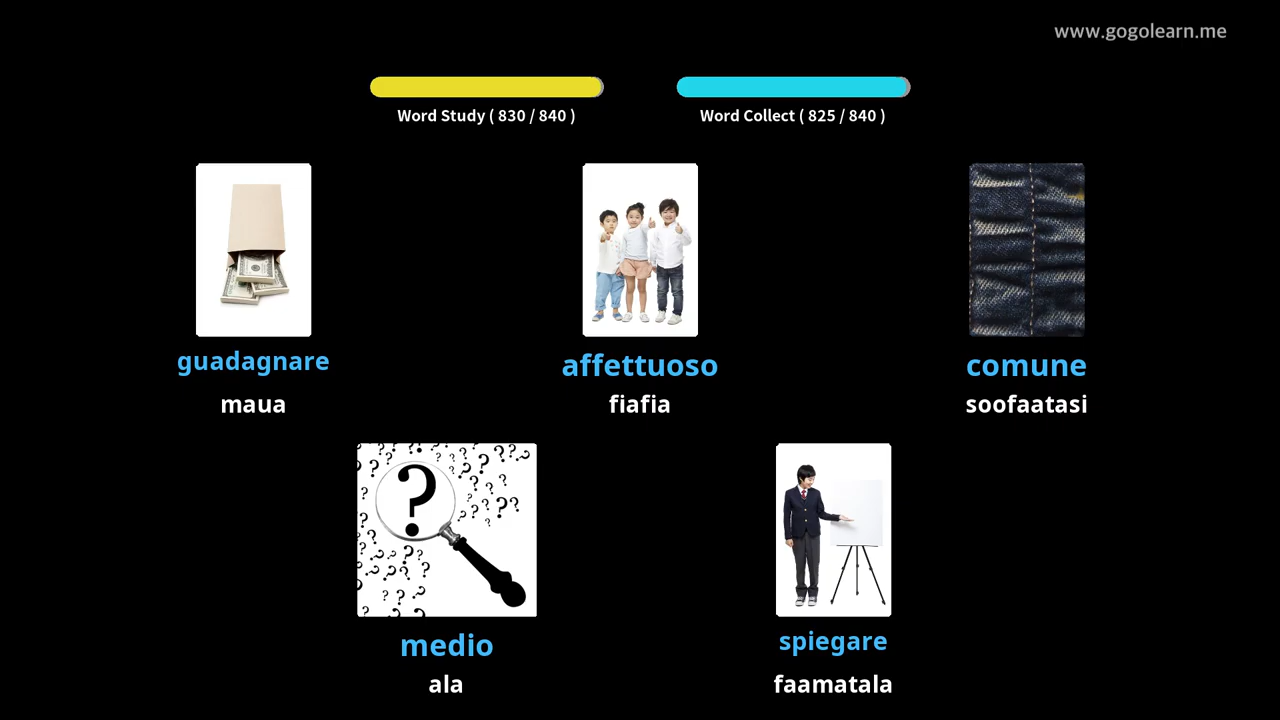 www.gogolearn.me
Word Study ( 830 / 840 )
Word Collect ( 825 / 840 )
guadagnare
maua
affettuoso
fiafia
comune
soofaatasi
medio
ala
spiegare
faamatala